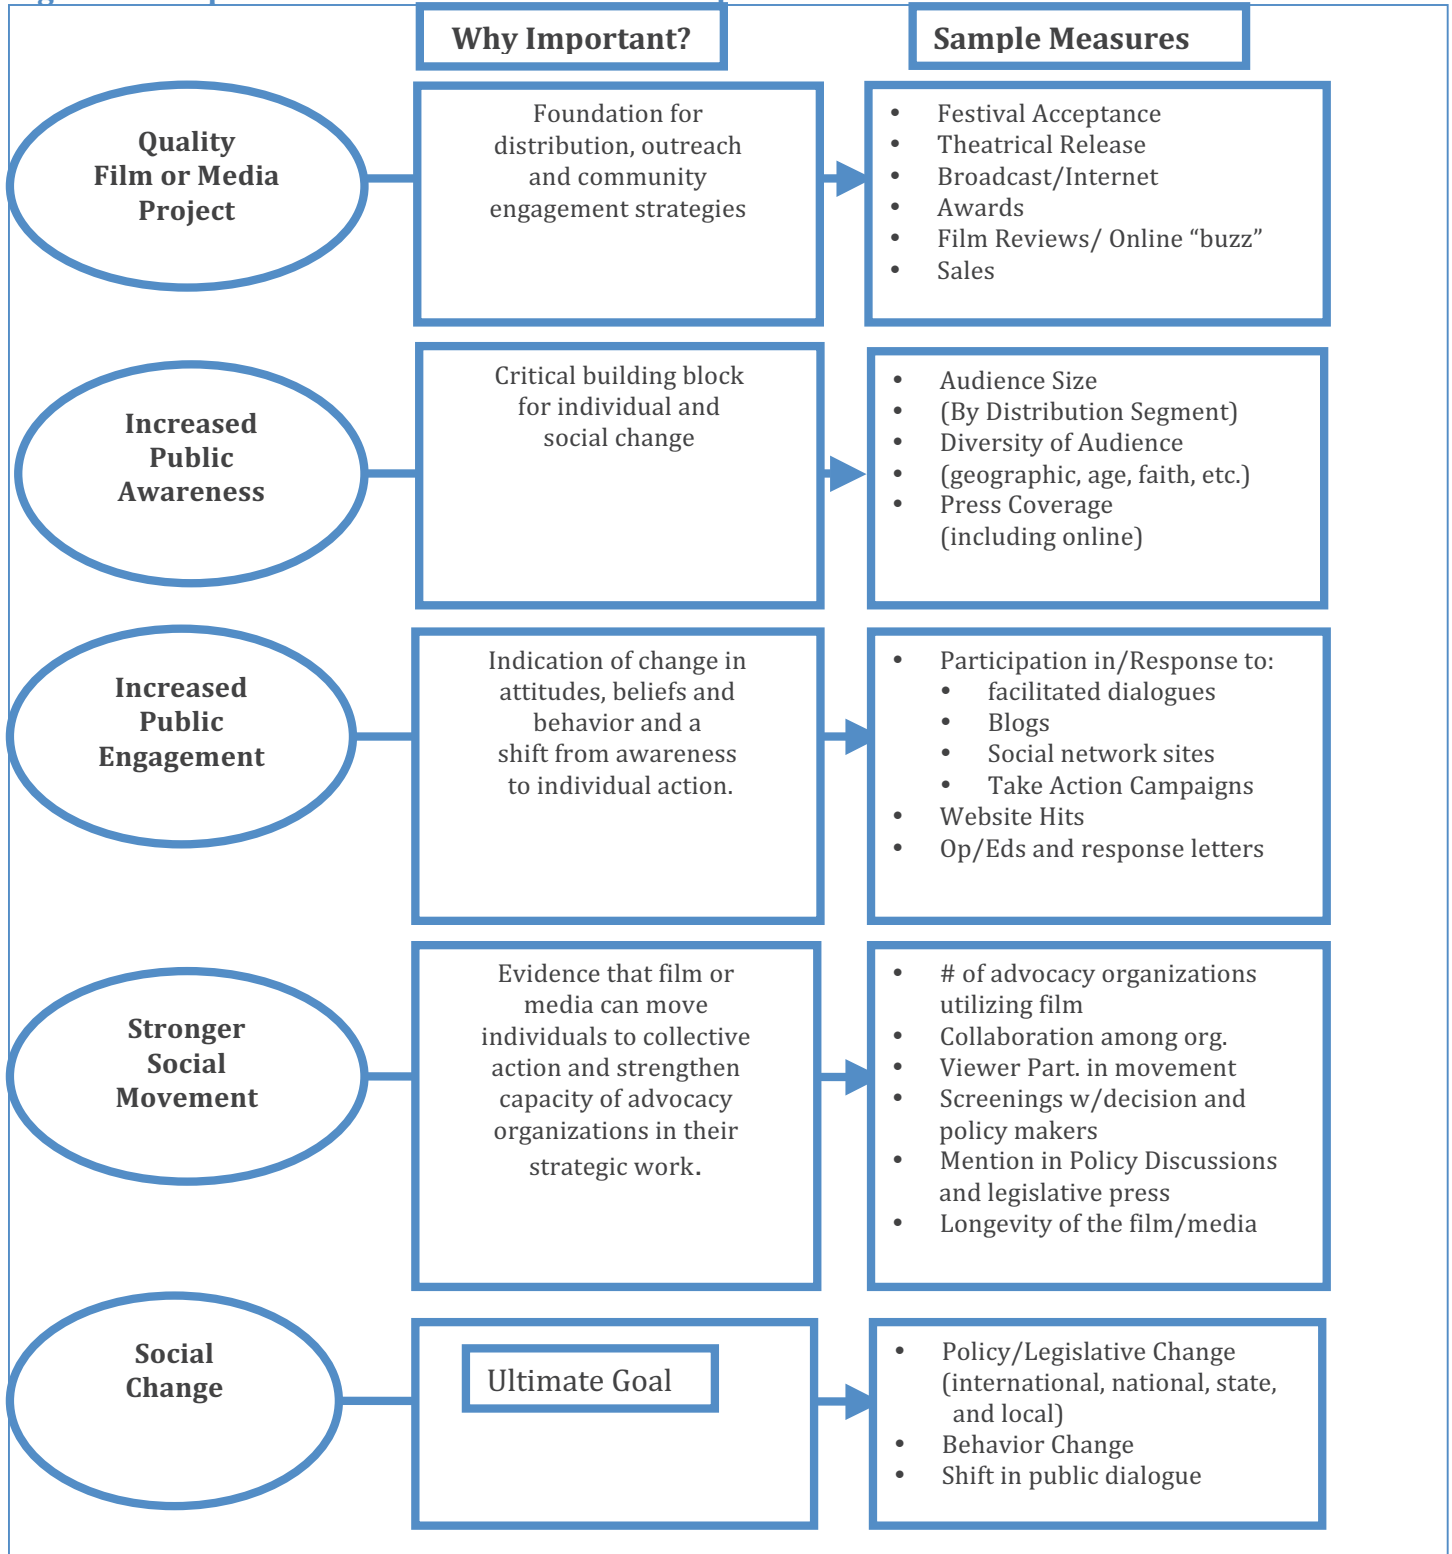 Why Important?
Sample Measures
Quality
Film or Media
Project
Foundation for
distribution, outreach
and community
engagement strategies
• Festival Acceptance
• Theatrical Release
• Broadcast/Internet
• Awards
• Film Reviews/ Online “buzz”
• Sales
Increased
Public
Awareness
Critical building block
for individual and
social change
• Audience Size
• (By Distribution Segment)
• Diversity of Audience
• (geographic, age, faith, etc.)
• Press Coverage
(including online)
Increased
Public
Engagement
Indication of change in
attitudes, beliefs and
behavior and a
shift from awareness
to individual action.
• Participation in/Response to:
• facilitated dialogues
• Blogs
• Social network sites
• Take Action Campaigns
• Website Hits
• Op/Eds and response letters
Stronger
Social
Movement
Evidence that film or
media can move
individuals to collective
action and strengthen
capacity of advocacy
organizations in their
strategic work.
• # of advocacy organizations
utilizing film
• Collaboration among org.
• Viewer Part. in movement
• Screenings w/decision and
policy makers
• Mention in Policy Discussions
and legislative press
• Longevity of the film/media
Social
Change
Ultimate Goal
• Policy/Legislative Change
(international, national, state,
and local)
• Behavior Change
• Shift in public dialogue